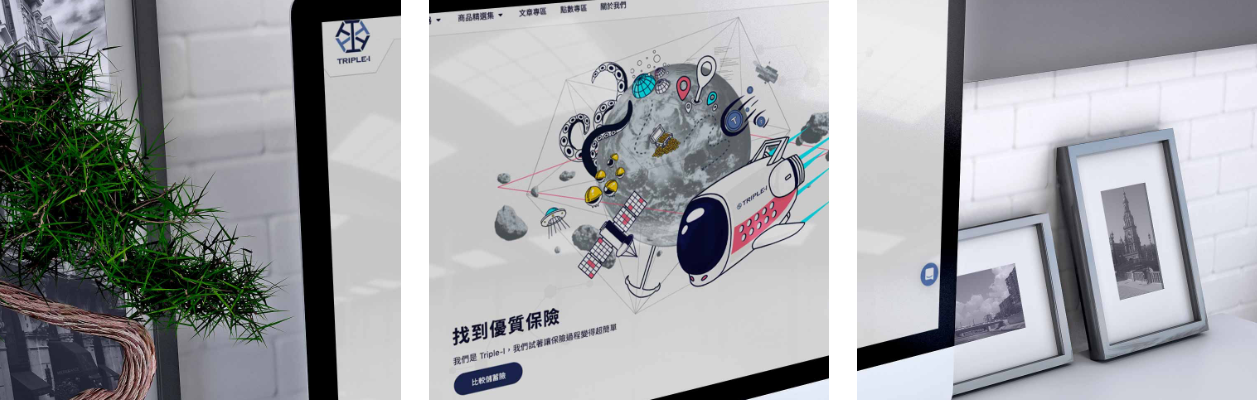 TRIPLE-I
商品精選集
文章專區
點數專區
關於我們
TRIPLE-I
找到優質保險
我們是 Triple-I，我們試著讓保險過程變得超簡單
比較儲蓄險